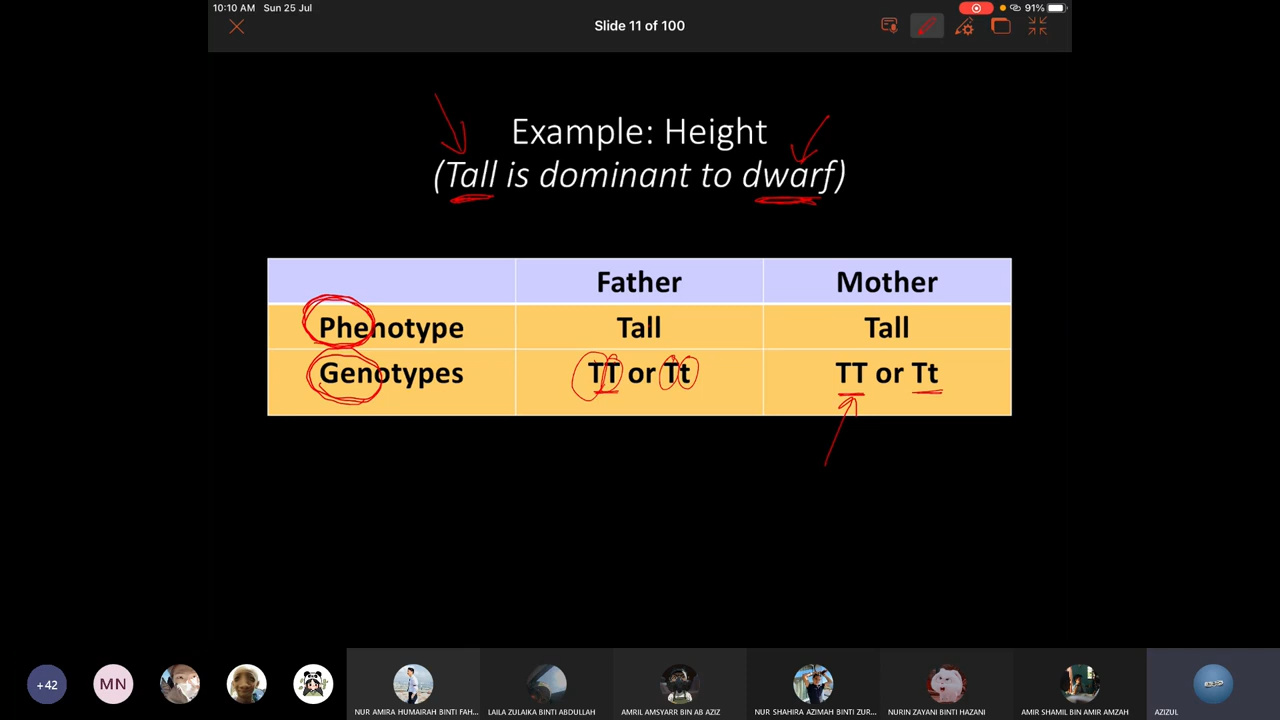 10:10 AM Sun 25 Jul
91%
Slide 11 of 100
Example: Height
(Tall is dominant to dwarf)
Father Mother
Phenotype Tall Tall
Genotypes TT or Tt TT or Tt
+42
MN
NUR AMIRA HUMAIRAH BINTI FAH...
LAILA ZULAIKA BINTI ABDULLAH
AMRIL AMSYARR BIN AB AZIZ
NUR SHAHIRA AZIMAH BINTI ZUR...
NURIN ZAYANI BINTI HAZANI
AMIR SHAMIL BIN AMIR AMZAH
AZIZUL